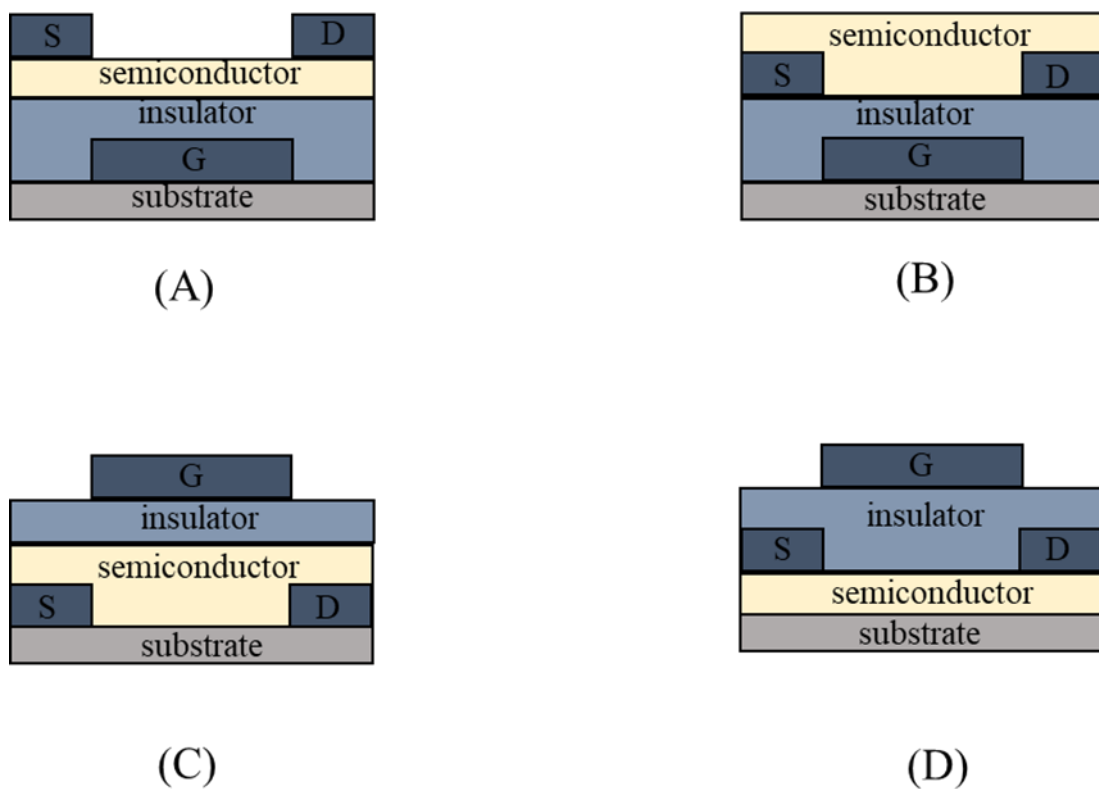 S D
semiconductor
insulator
G
substrate
(A)
semiconductor
S D
insulator
G
substrate
(B)
G
insulator
semiconductor
S D
substrate
(C)
G
insulator
S D
semiconductor
substrate
(D)